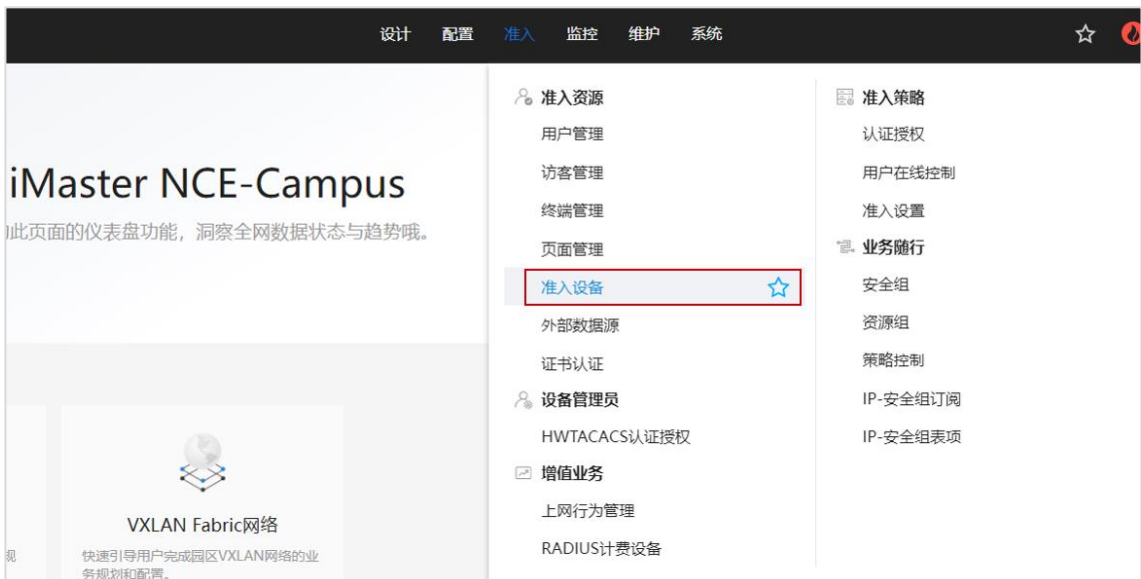 设计 配置 准入 监控 维护 系统
iMaster NCE-Campus
此页面的仪表盘功能，洞察全网数据状态与趋势哦。
VXLAN Fabric网络
快速引导用户完成园区VXLAN网络的业
务规划和配置。
准入资源
用户管理
访客管理
终端管理
页面管理
准入设备
外部数据源
证书认证
设备管理员
HWTACACS认证授权
增值业务
上网行为管理
RADIUS计费设备
准入策略
认证授权
用户在线控制
准入设置
业务随行
安全组
资源组
策略控制
IP-安全组订阅
IP-安全组表项